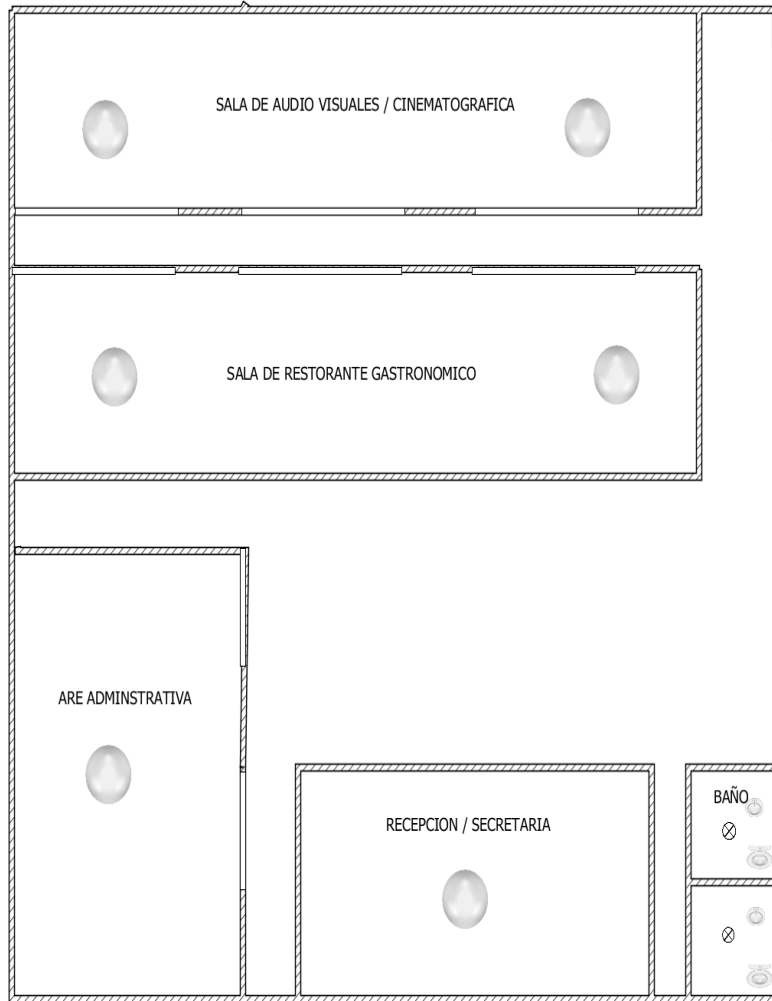 SALA DE AUDIO VISUALES / CINEMATOGRAFICA
SALA DE RESTORANTE GASTRONOMICO
ARE ADMINSTRATIVA
RECEPCION / SECRETARIA
BAÑO